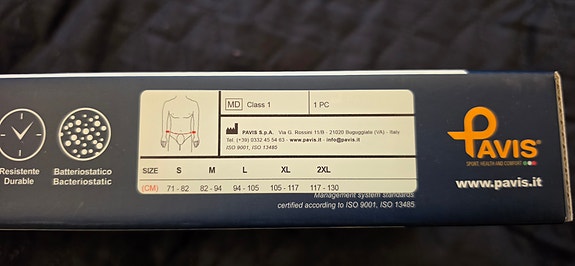 Resistente
Durable
Batteriostatico
Bacteriostatic
MD Class 1 1 PC
PAVIS S.p.A. Via G. Rossini 11/B - 21020 Buguggiate (VA) - Italy
Tel. (+39) 0332 45 54 63 - www.pavis.it - info@pavis.it
ISO 9001, ISO 13485
SIZE S M L XL 2XL
(CM) 71 - 82 82 - 94 94 - 105 105 - 117 117 - 130
Management system standards
certified according to ISO 9001, ISO 13485
PAVIS®
SPORT, HEALTH AND COMFORT
www.pavis.it